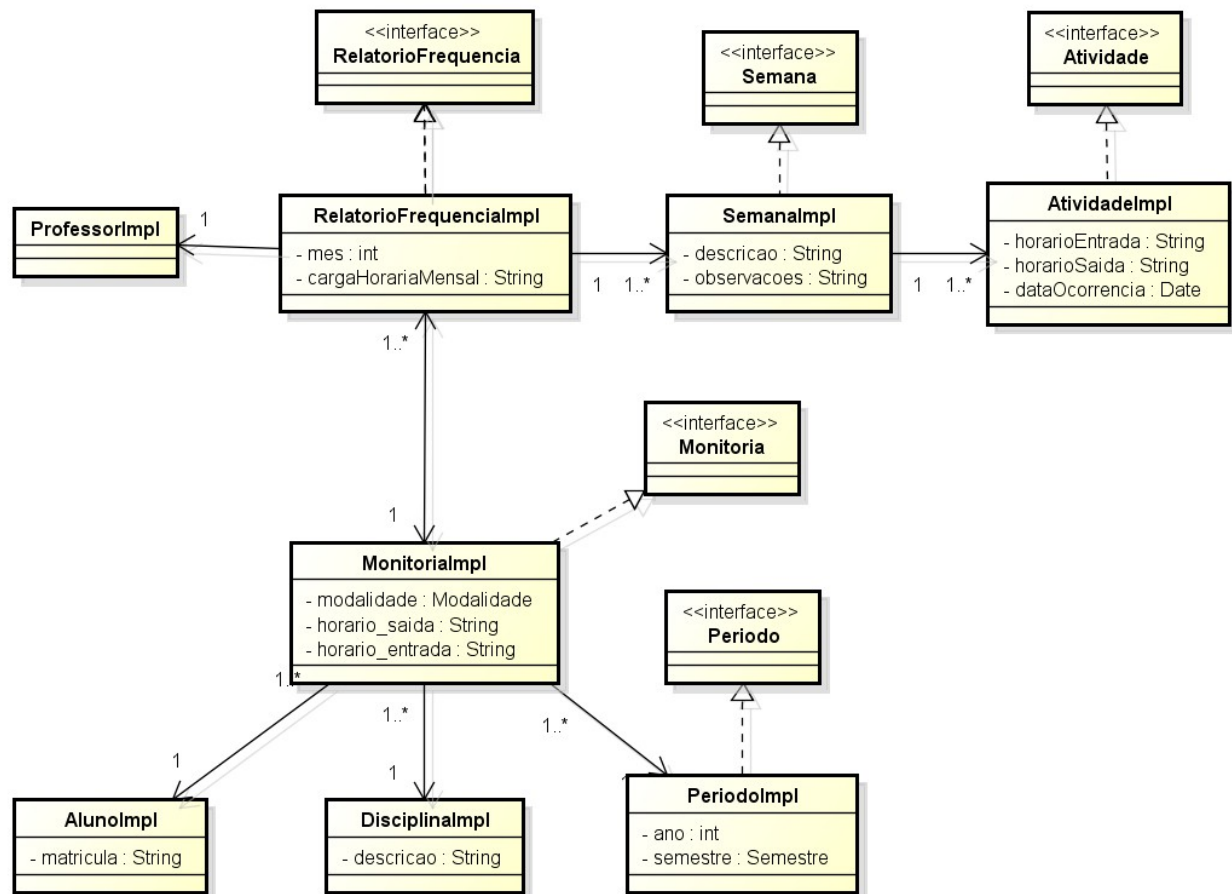 <<interface>>
RelatorioFrequencia
<<interface>>
Semana
<<interface>>
Atividade
ProfessorImpl
1
RelatorioFrequenciaImpl
- mes : int
- cargaHorariaMensal : String
1
1..*
SemanaImpl
- descricao : String
- observacoes : String
1
1..*
AtividadeImpl
- horarioEntrada : String
- horarioSaida : String
- dataOcorrencia : Date
1..*
1
<<interface>>
Monitoria
MonitoriaImpl
- modalidade : Modalidade
- horario_saida : String
- horario_entrada : String
<<interface>>
Periodo
1..*
1..*
1..*
1
1
AlunoImpl
- matricula : String
DisciplinaImpl
- descricao : String
PeriodoImpl
- ano : int
- semestre : Semestre